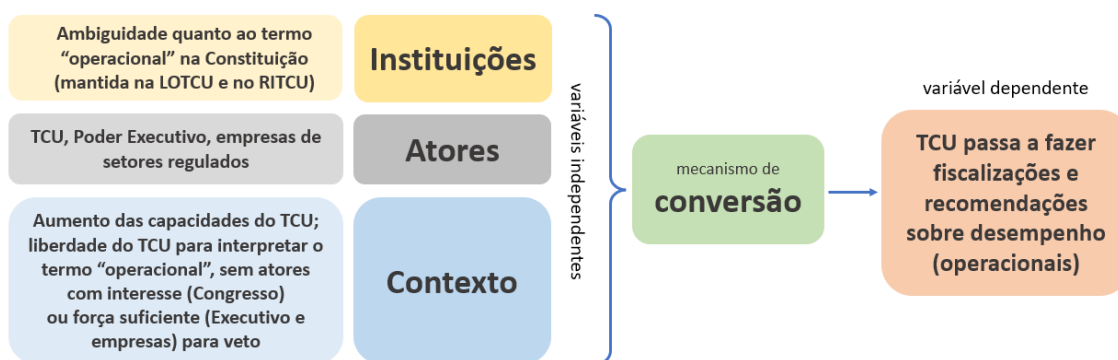 Ambiguidade quanto ao termo
“operacional” na Constituição
(mantida na LOTCU e no RITCU)
Instituições
TCU, Poder Executivo, empresas de
setores regulados
Atores
Aumento das capacidades do TCU;
liberdade do TCU para interpretar o
termo “operacional”, sem atores
com interesse (Congresso)
ou força suficiente (Executivo e
empresas) para veto
Contexto
variáveis independentes
mecanismo de
conversão
variável dependente
TCU passa a fazer
fiscalizações e
recomendações
sobre desempenho
(operacionais)